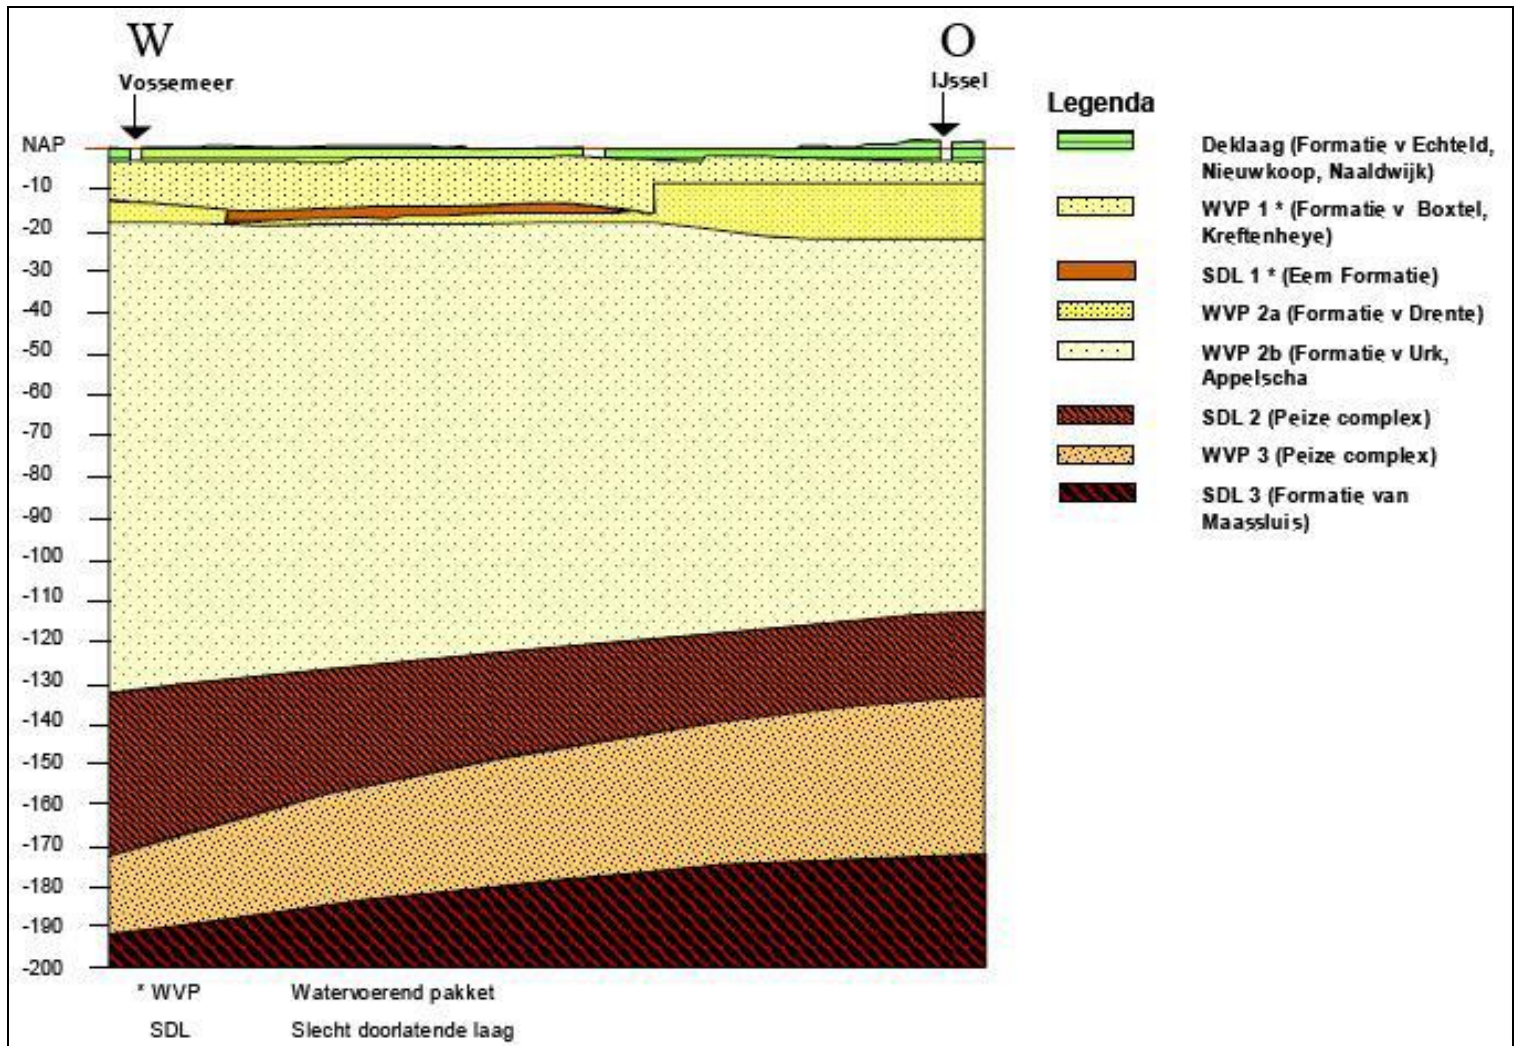 W
O
Vossemeer
IJssel
Legenda
NAP
-10
-20
-30
-40
-50
-60
-70
-80
-90
-100
-110
-120
-130
-140
-150
-160
-170
-180
-190
-200
Deklaag (Formatie v Echteld,
Nieuwkoop, Naaldwijk)
WVP 1 * (Formatie v Boxtel,
Kreftenheye)
SDL 1 * (Eem Formatie)
WVP 2a (Formatie v Drente)
WVP 2b (Formatie v Urk,
Appelscha
SDL 2 (Peize complex)
WVP 3 (Peize complex)
SDL 3 (Formatie van
Maassluis)
* WVP Watervoerend pakket
SDL Slecht doorlatende laag